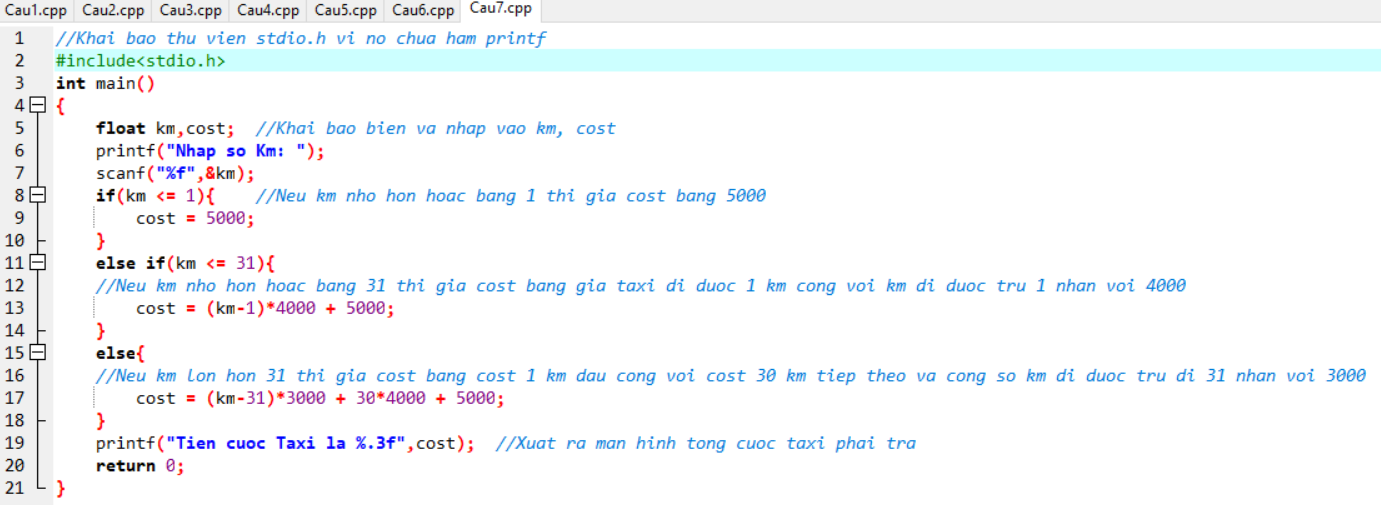 Cau1.cpp Cau2.cpp Cau3.cpp Cau4.cpp Cau5.cpp Cau6.cpp Cau7.cpp
1 //Khai bao thu vien stdio.h vi no chua ham printf
2 #include<stdio.h>
3 int main()
4 {
5 float km,cost; //Khai bao bien va nhap vao km, cost
6 printf("Nhap so Km: ");
7 scanf("%f",&km);
8 if(km <= 1){ //Neu km nho hon hoac bang 1 thi gia cost bang 5000
9 cost = 5000;
10 }
11 else if(km <= 31){
12 //Neu km nho hon hoac bang 31 thi gia cost bang gia taxi di duoc 1 km cong voi km di duoc tru 1 nhan voi 4000
13 cost = (km-1)*4000 + 5000;
14 }
15 else{
16 //Neu km lon hon 31 thi gia cost bang cost 1 km dau cong voi cost 30 km tiep theo va cong so km di duoc tru di 31 nhan voi 3000
17 cost = (km-31)*3000 + 30*4000 + 5000;
18 }
19 printf("Tien cuoc Taxi la %.3f",cost); //Xuat ra man hinh tong cuoc taxi phai tra
20 return 0;
21 }